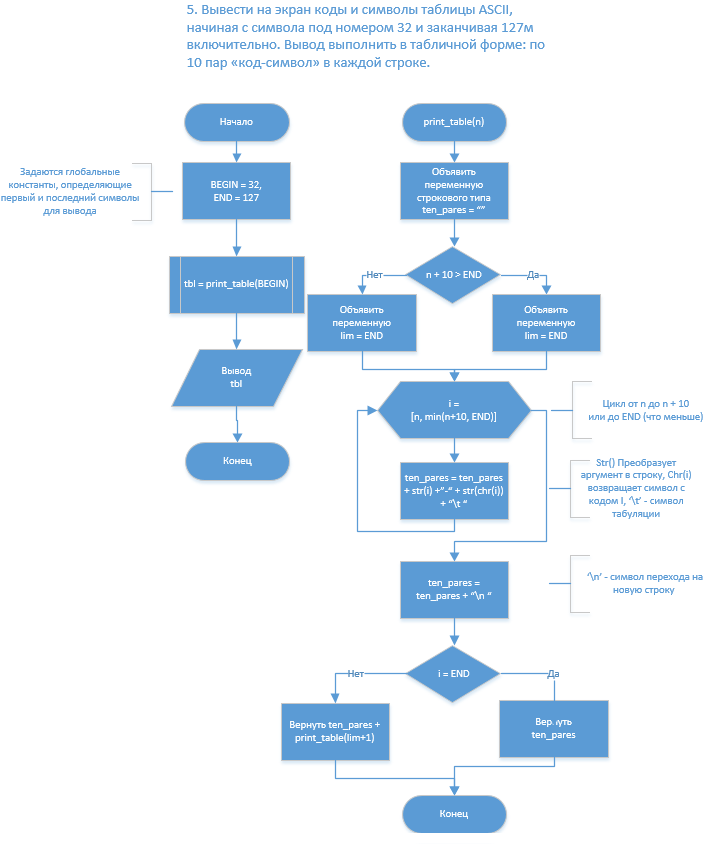 5. Вывести на экран коды и символы таблицы ASCII,
начиная с символа под номером 32 и заканчивая 127м
включительно. Вывод выполнить в табличной форме: по
10 пар «код-символ» в каждой строке.
Начало
Задаются глобальные
константы, определяющие
первый и последний символы
для вывода
BEGIN = 32,
END = 127
tbl = print_table(BEGIN)
Вывод
tbl
Конец
print_table(n)
Объявить
переменную
строкового типа
ten_pares = “”
n + 10 > END
Нет
Да
Объявить
переменную
lim = END
Объявить
переменную
lim = END
i =
[n, min(n+10, END)]
Цикл от n до n + 10
или до END (что меньше)
ten_pares = ten_pares
+ str(i) +”-“ + str(chr(i))
+ “\t “
Str() Преобразует
аргумент в строку, Chr(i)
возвращает символ с
кодом I, ‘\t’ - символ
табуляции
ten_pares =
ten_pares + “\n “
‘\n’ - символ перехода на
новую строку
i = END
Нет
Да
Вернуть ten_pares +
print_table(lim+1)
Вернуть
ten_pares
Конец